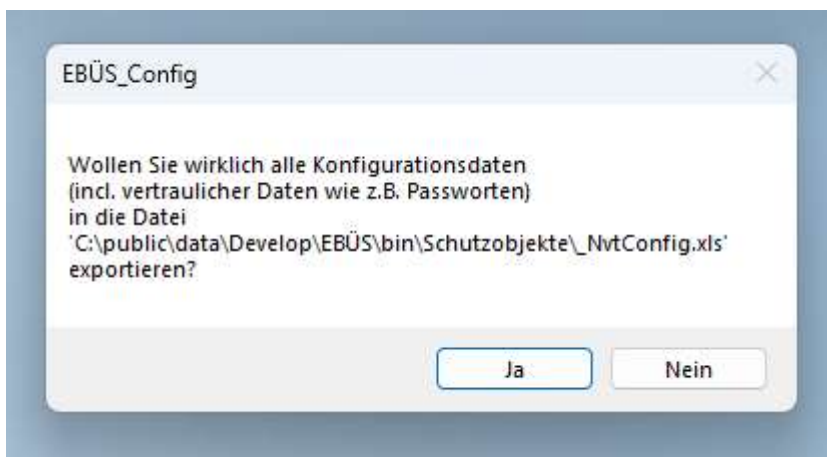 EBÜS_Config
Wollen Sie wirklich alle Konfigurationsdaten
(incl. vertraulicher Daten wie z.B. Passworten)
in die Datei
'C:\public\data\Develop\EBÜS\bin\Schutzobjekte\_NvtConfig.xls'
exportieren?
Ja
Nein